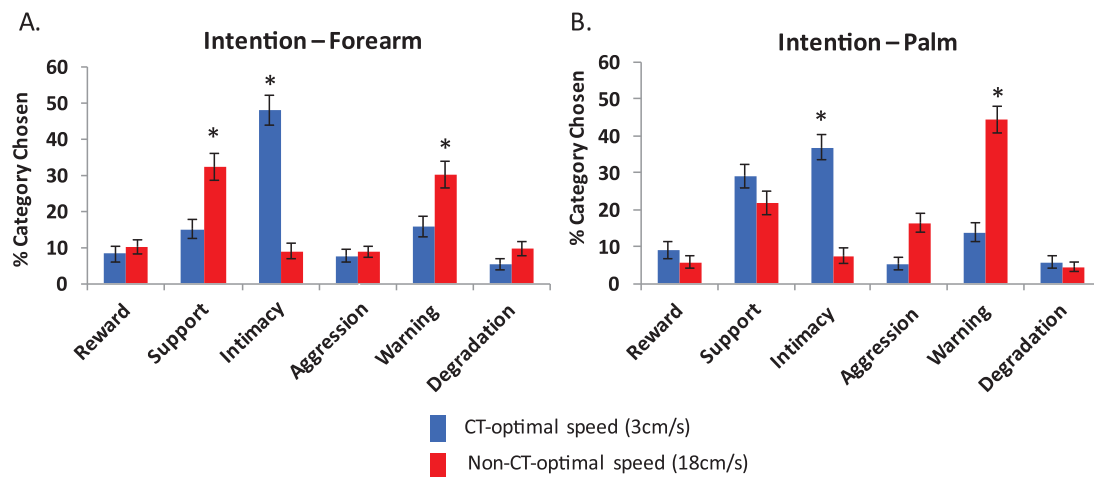 A.
Intention – Forearm
% Category Chosen
60
50
40
30
20
10
0
*
*
*
Reward
Support
Intimacy
Aggression
Warning
Degradation
B.
Intention – Palm
% Category Chosen
60
50
40
30
20
10
0
*
*
Reward
Support
Intimacy
Aggression
Warning
Degradation
CT-optimal speed (3cm/s)
Non-CT-optimal speed (18cm/s)